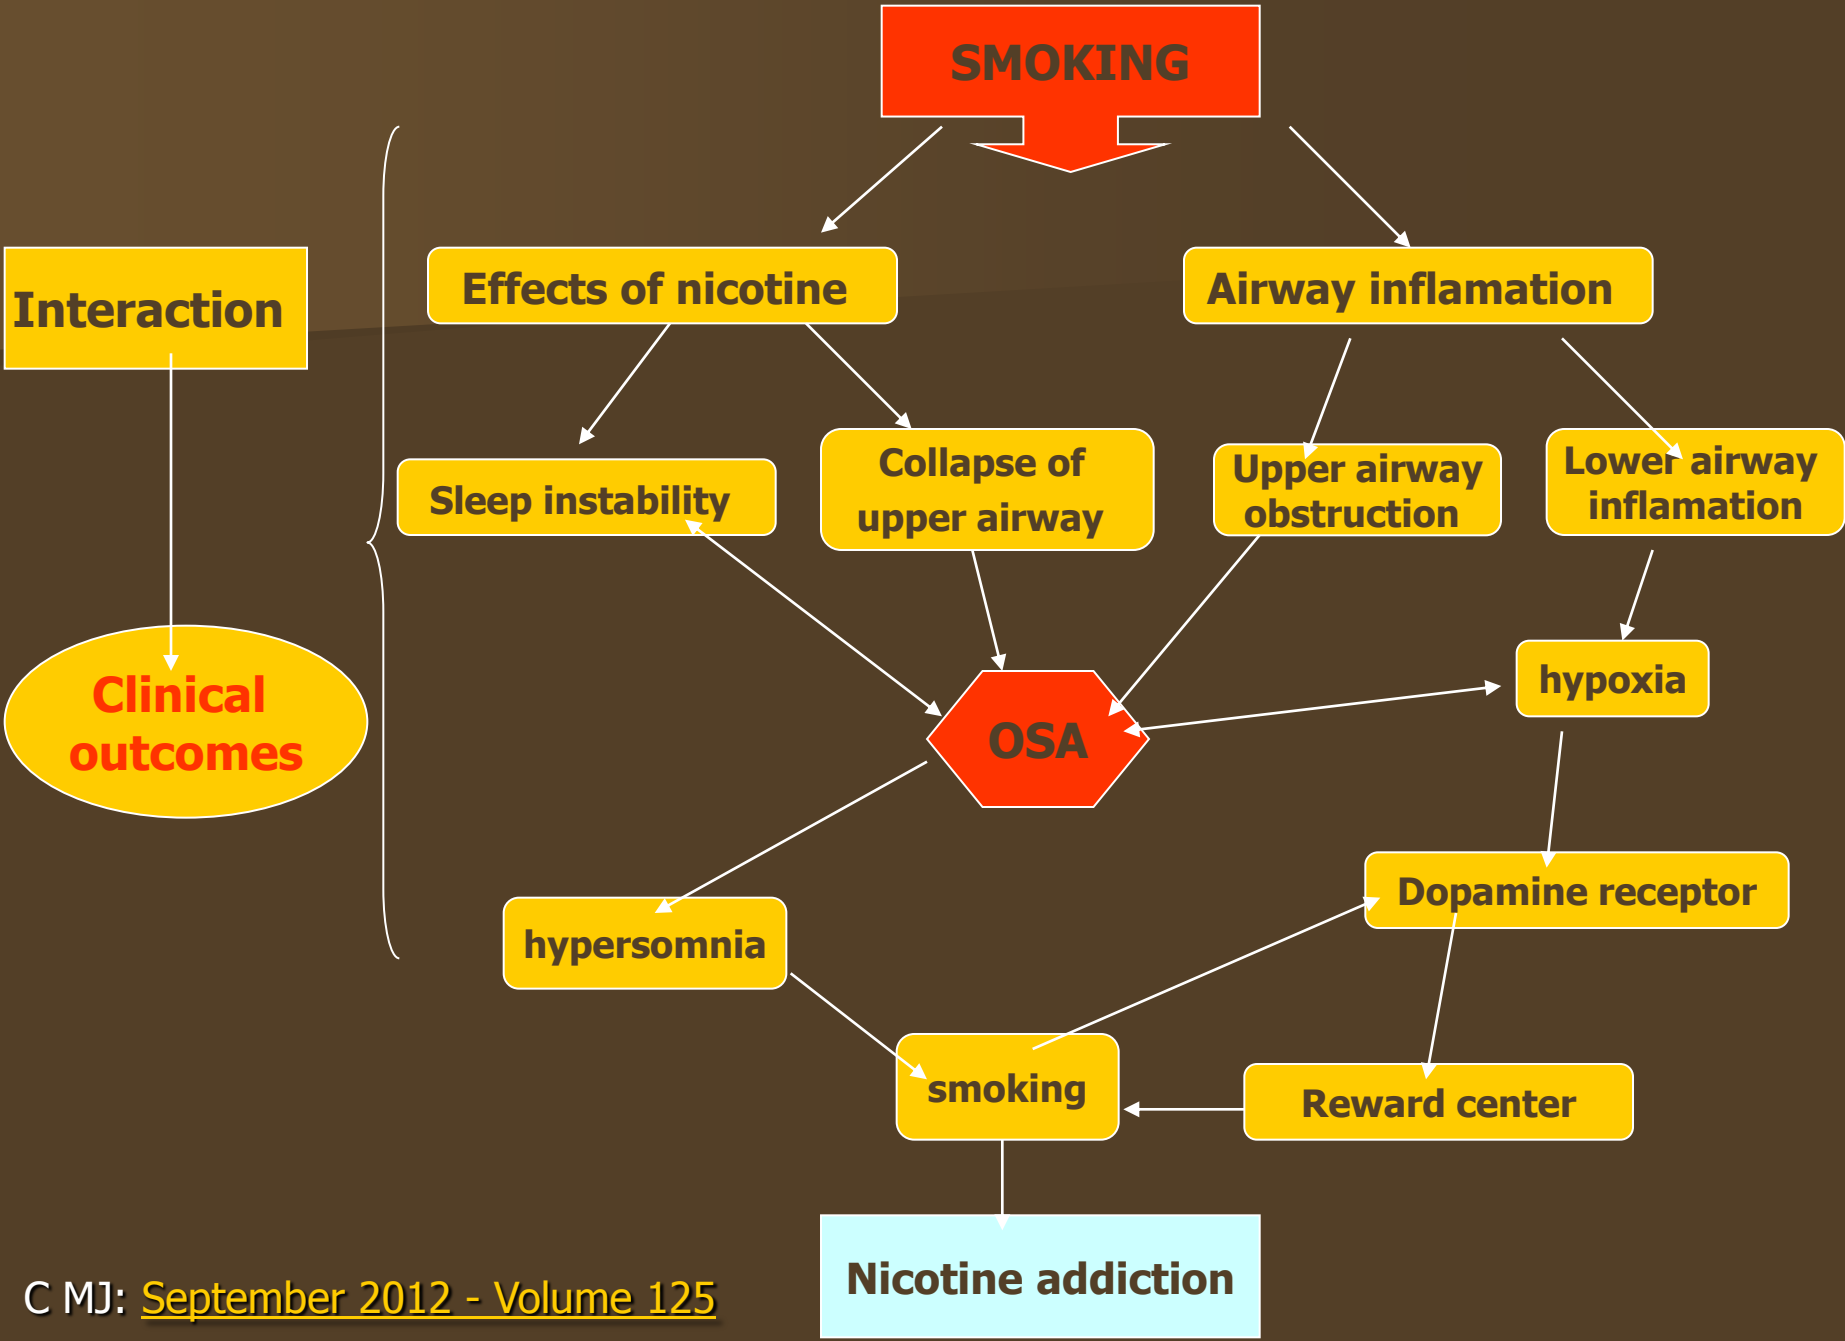 SMOKING
Interaction
Effects of nicotine
Airway inflamation
Sleep instability
Collapse of
upper airway
Upper airway
obstruction
Lower airway
inflamation
Clinical
outcomes
OSA
hypoxia
hypersomnia
Dopamine receptor
smoking
Reward center
Nicotine addiction
C MJ: September 2012 - Volume 125